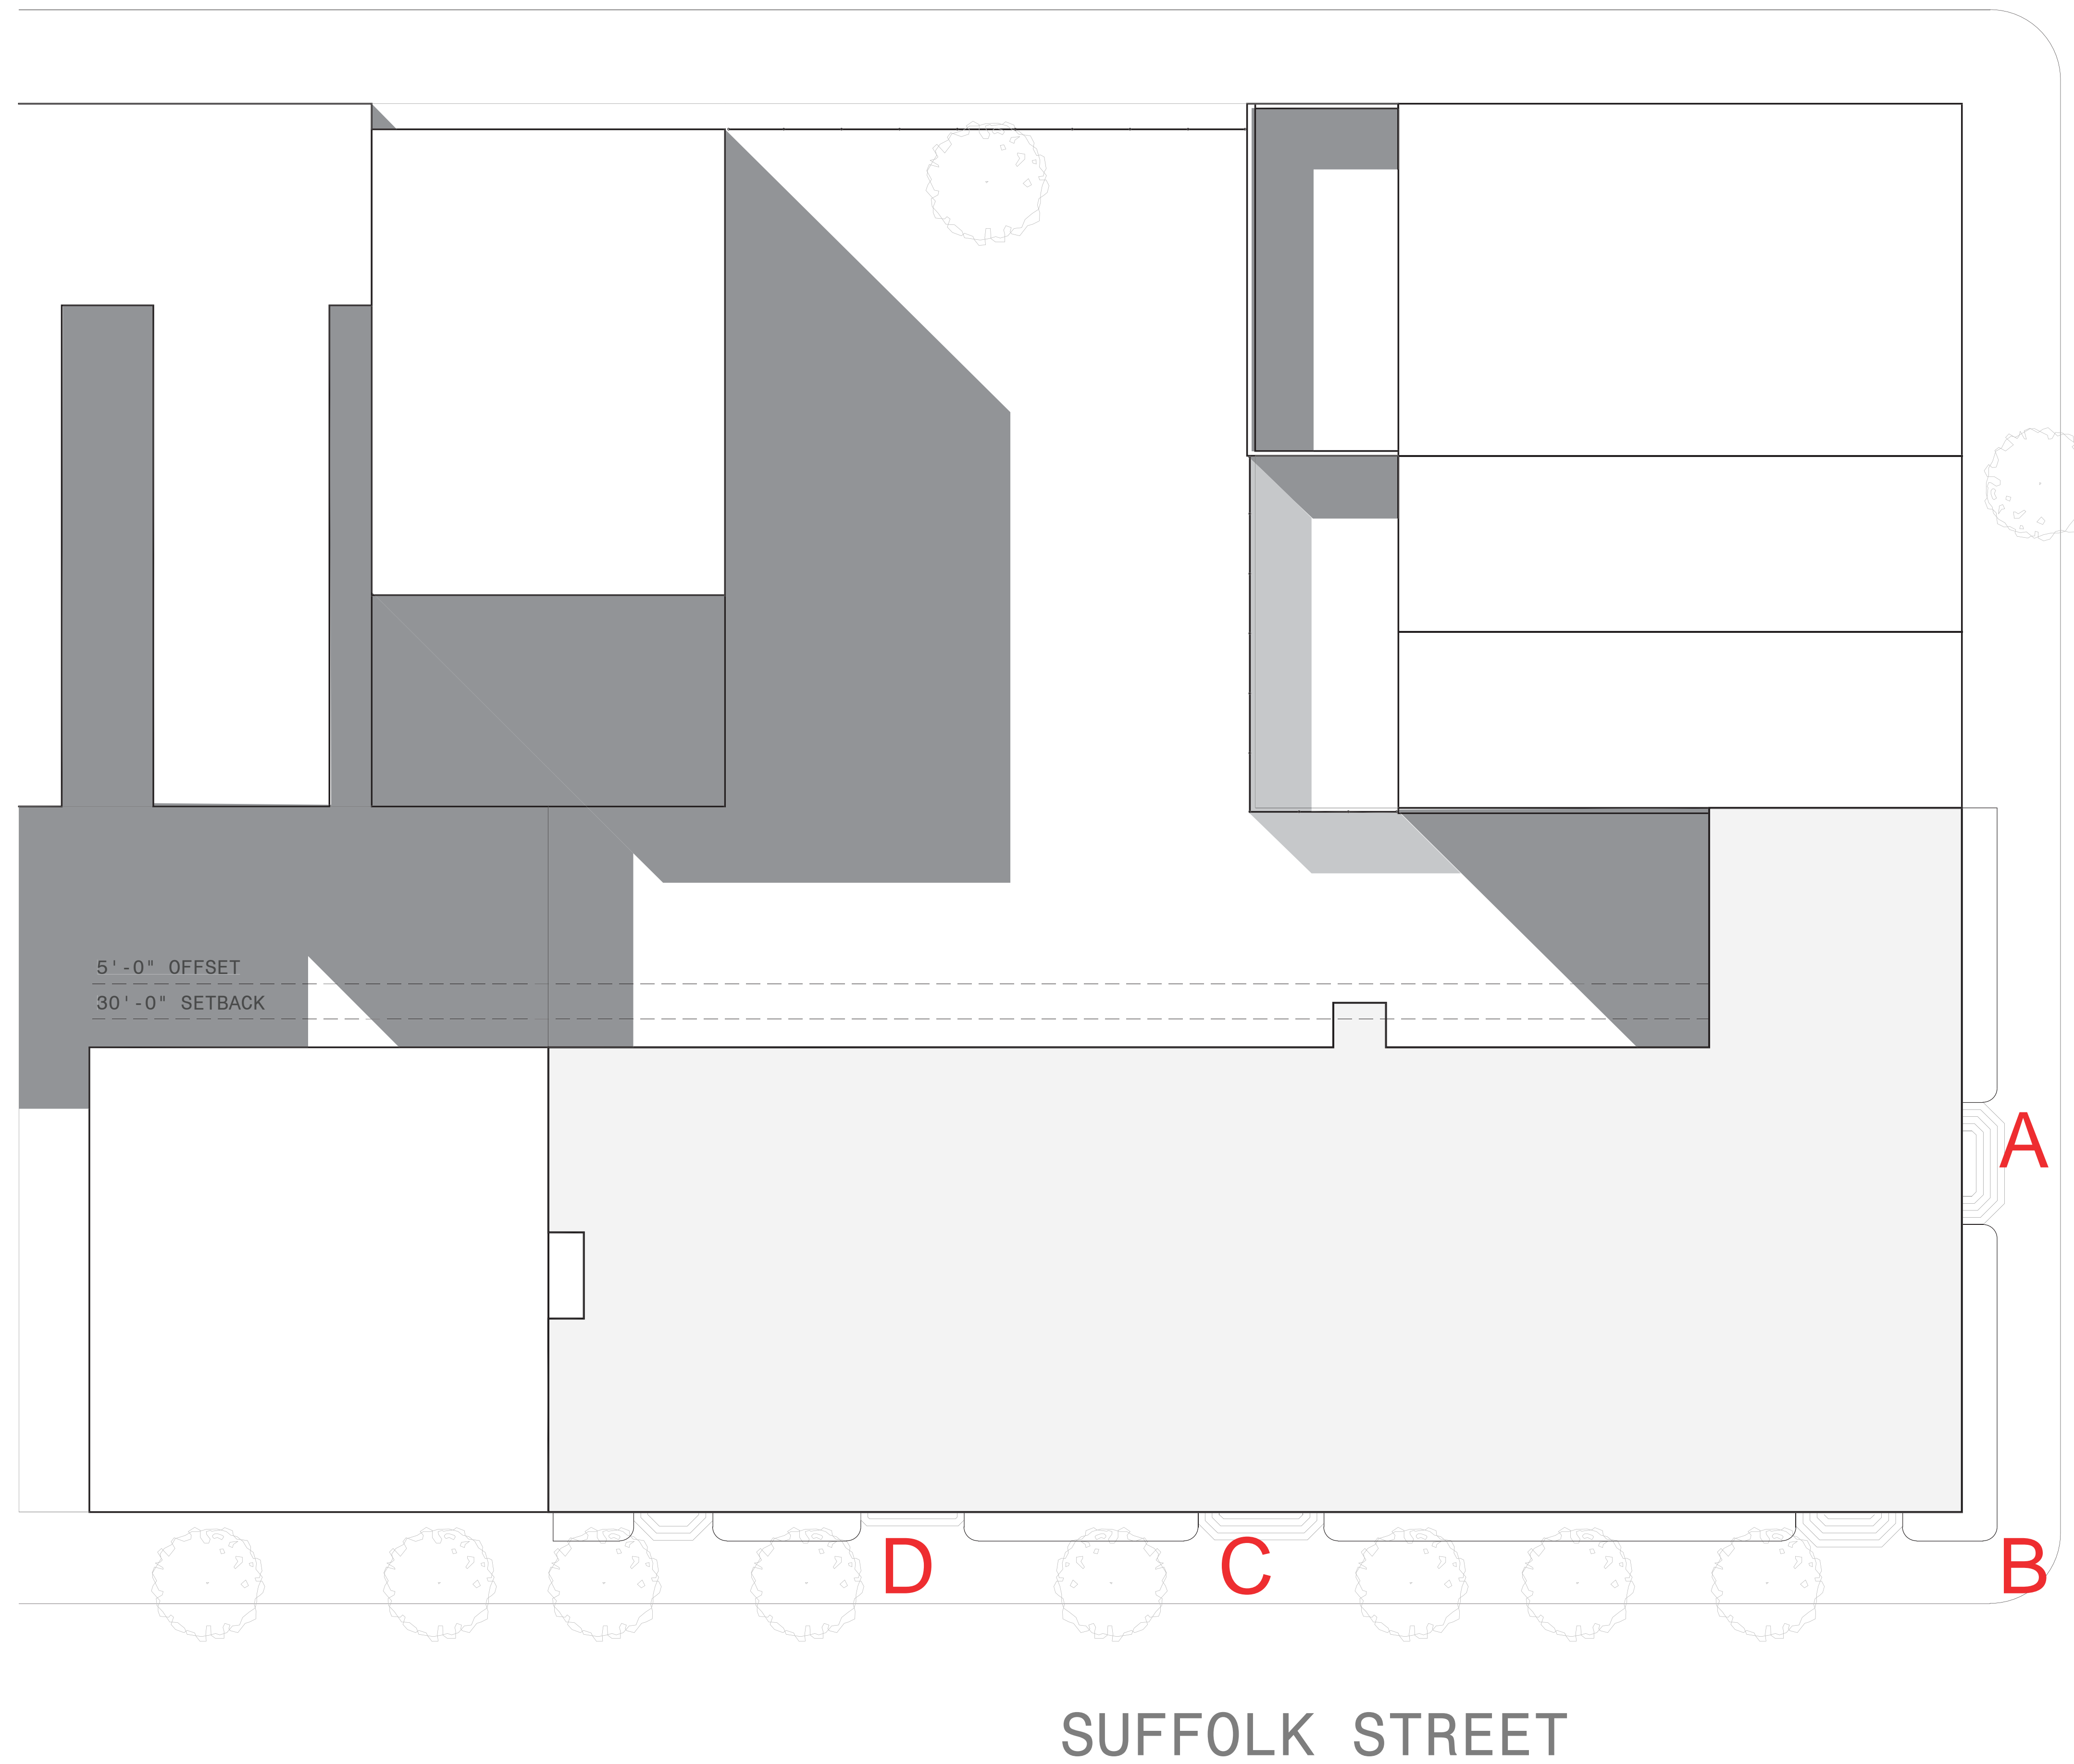 5'-0" OFFSET
30'-0" SETBACK
A
D
C
B
SUFFOLK STREET